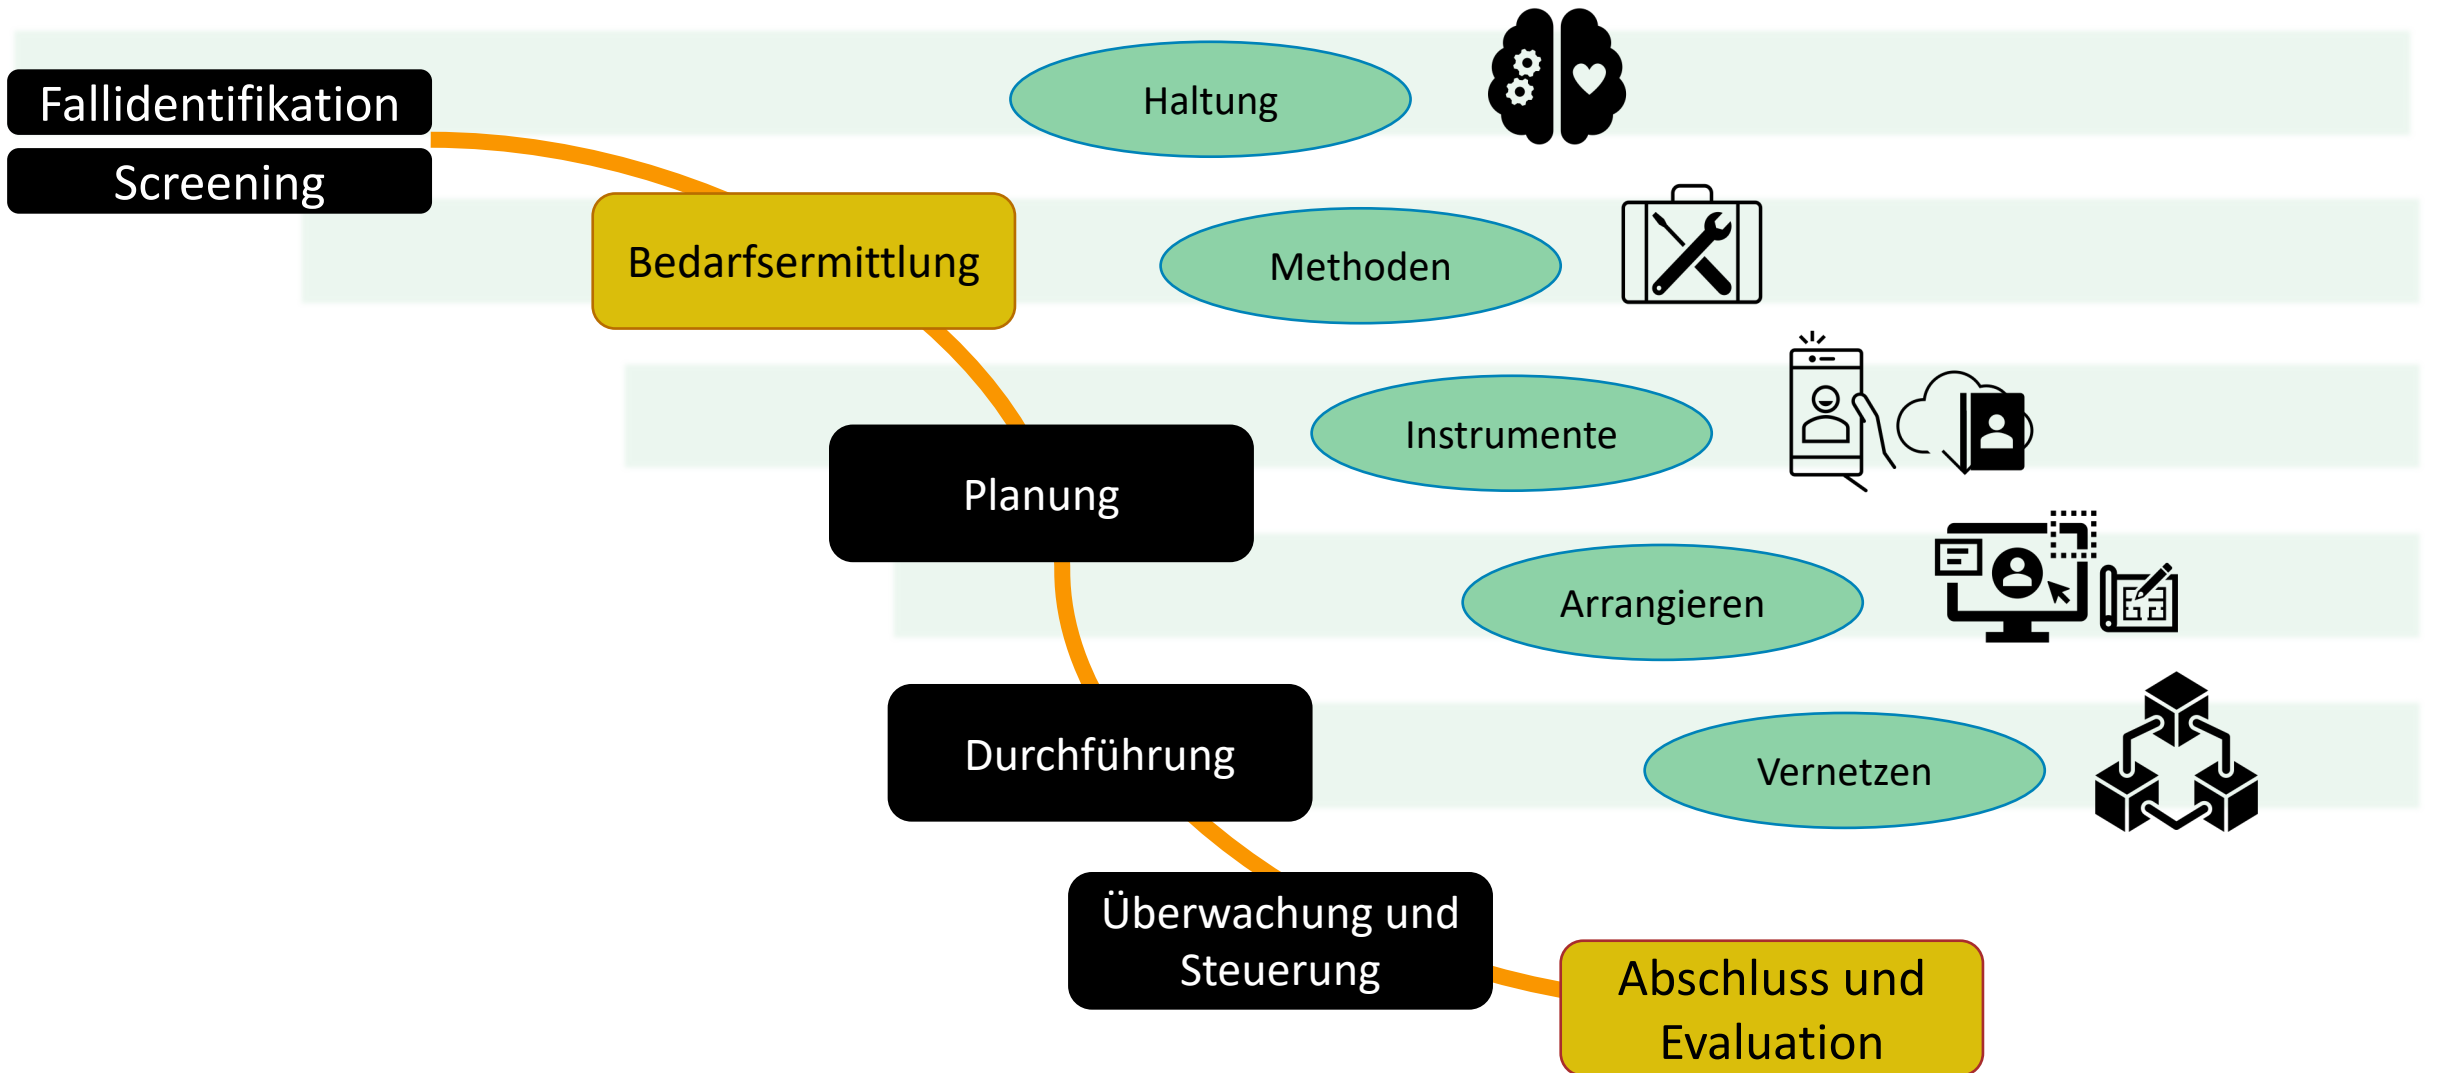 Fallidentifikation
Screening
Haltung
Bedarfsermittlung
Methoden
Instrumente
Planung
Arrangieren
Durchführung
Vernetzen
Überwachung und
Steuerung
Abschluss und
Evaluation